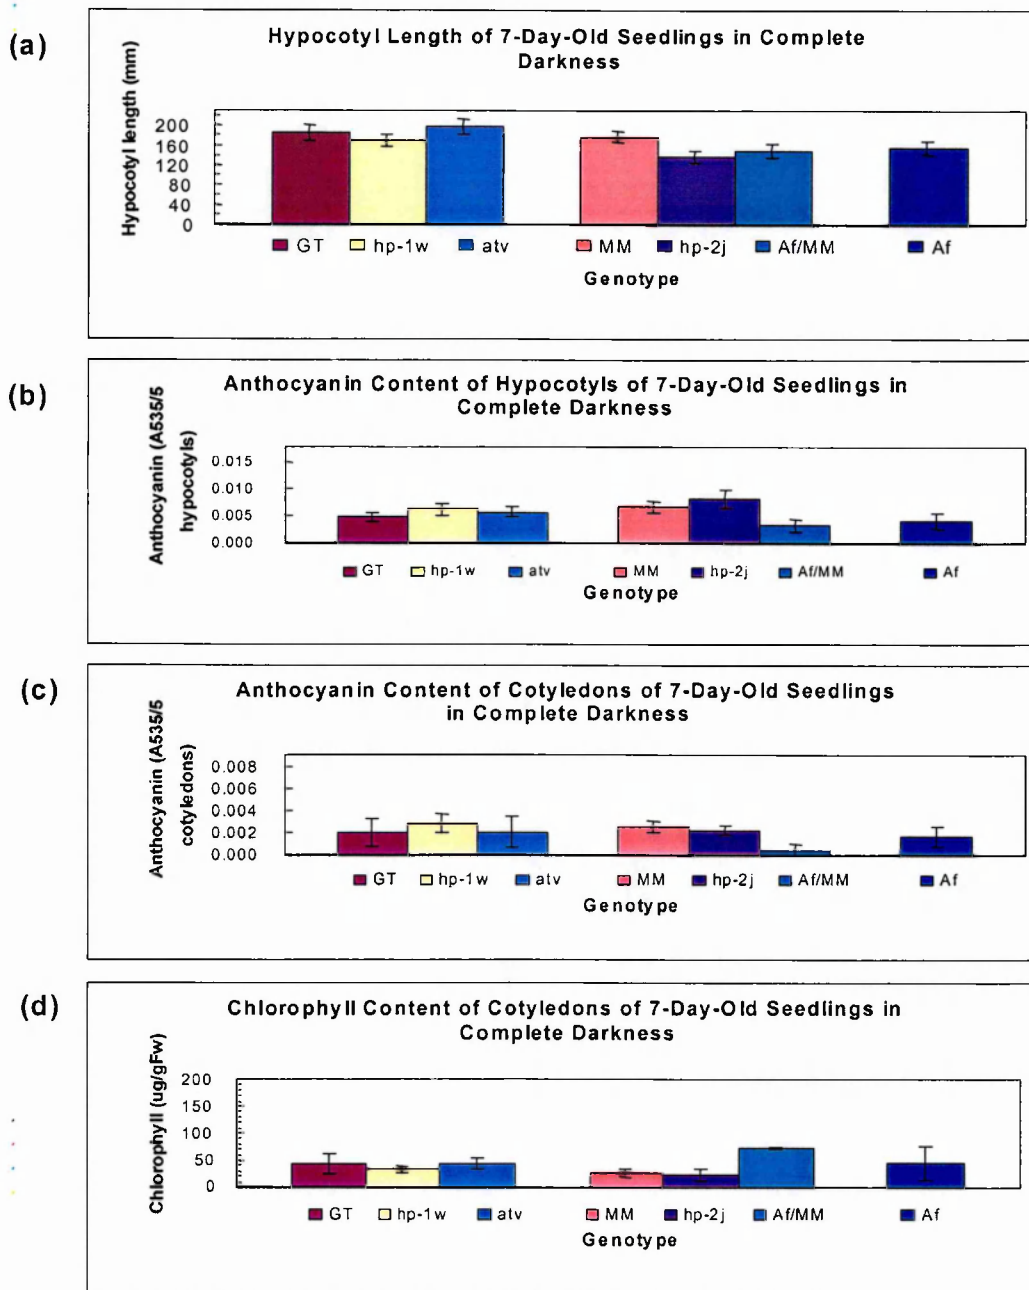 (a)
Hypocotyl Length of 7-Day-Old Seedlings in Complete
Darkness
Hypocotyl length (mm)
200
160
120
80
40
0
GT hp-1w atv MM hp-2j Af/MM Af
Genotype
(b)
Anthocyanin Content of Hypocotyls of 7-Day-Old Seedlings in
Complete Darkness
Anthocyanin (A535/5
hypocotyls)
0.015
0.010
0.005
0.000
GT hp-1w atv MM hp-2j Af/MM Af
Genotype
(c)
Anthocyanin Content of Cotyledons of 7-Day-Old Seedlings
in Complete Darkness
Anthocyanin (A535/5
cotyledons)
0.008
0.006
0.004
0.002
0.000
GT hp-1w atv MM hp-2j Af/MM Af
Genotype
(d)
Chlorophyll Content of Cotyledons of 7-Day-Old Seedlings in
Complete Darkness
Chlorophyll (ug/gFw)
200
150
100
50
0
GT hp-1w atv MM hp-2j Af/MM Af
Genotype